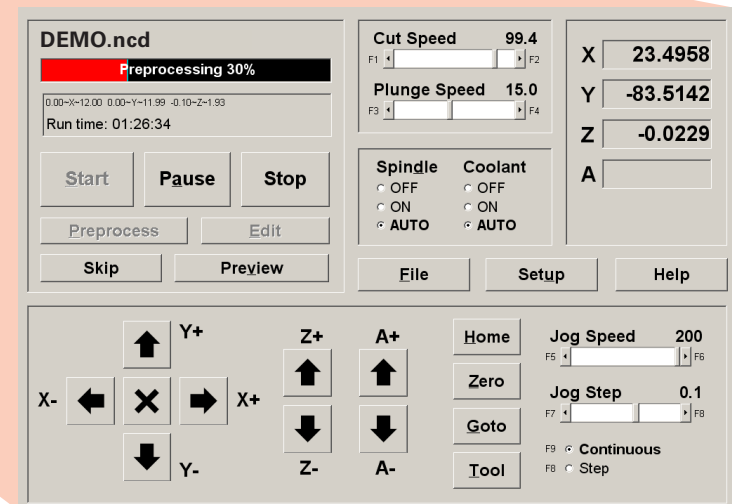 DEMO.ncd
Preprocessing 30%
0.00~X~12.00 0.00~Y~11.99 -0.10~Z~1.93
Run time: 01:26:34
Start Pause Stop
Preprocess Edit
Skip Preview
Cut Speed 99.4
F1 F2
Plunge Speed 15.0
F3 F4
Spindle Coolant
OFF OFF
ON ON
AUTO AUTO
X 23.4958
Y -83.5142
Z -0.0229
A
File Setup Help
Y+
X- X+
Y-
Z+ A+
Z- A-
Home
Zero
Goto
Tool
Jog Speed 200
F5 F6
Jog Step 0.1
F7 F8
F9 Continuous
F8 Step